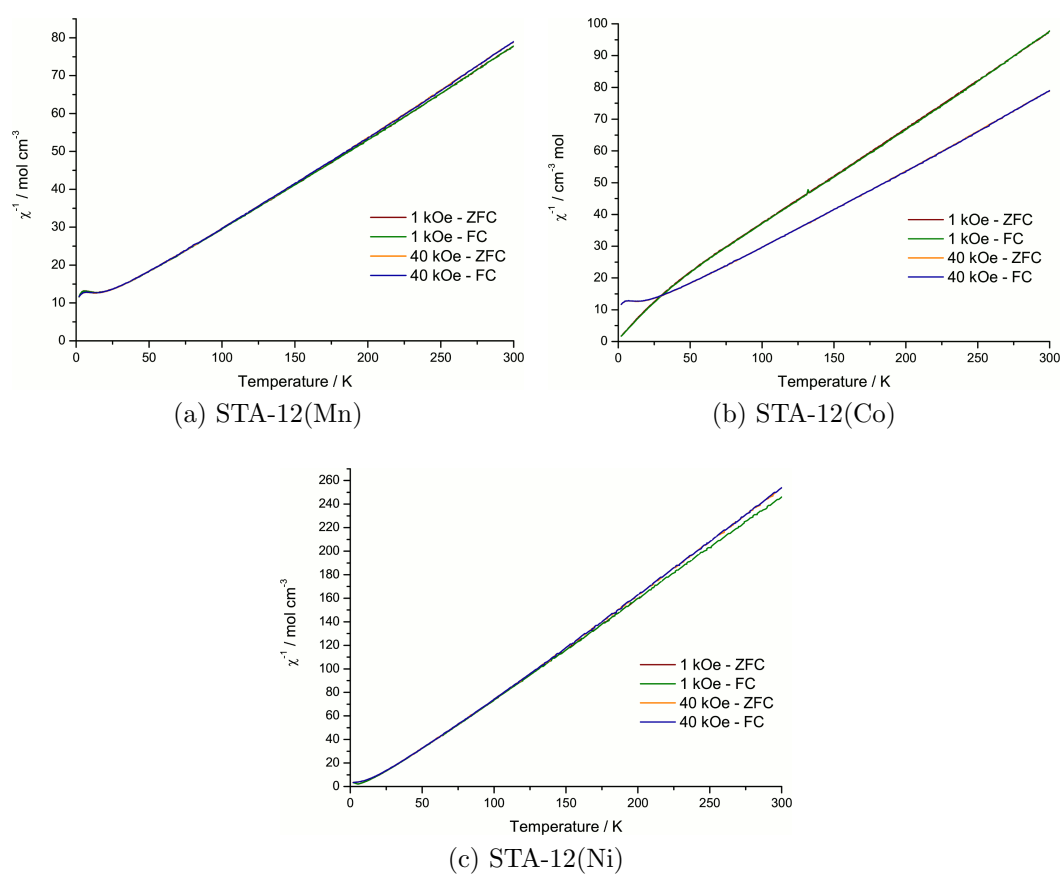 80
70
60
50
40
30
20
10
0
χ⁻¹ / mol cm⁻³
1 kOe - ZFC
1 kOe - FC
40 kOe - ZFC
40 kOe - FC
0 50 100 150 200 250 300
Temperature / K
(a) STA-12(Mn)
100
90
80
70
60
50
40
30
20
10
0
χ⁻¹ / cm⁻³ mol
1 kOe - ZFC
1 kOe - FC
40 kOe - ZFC
40 kOe - FC
0 50 100 150 200 250 300
Temperature / K
(b) STA-12(Co)
260
240
220
200
180
160
140
120
100
80
60
40
20
0
χ⁻¹ / mol cm⁻³
1 kOe - ZFC
1 kOe - FC
40 kOe - ZFC
40 kOe - FC
0 50 100 150 200 250 300
Temperature / K
(c) STA-12(Ni)